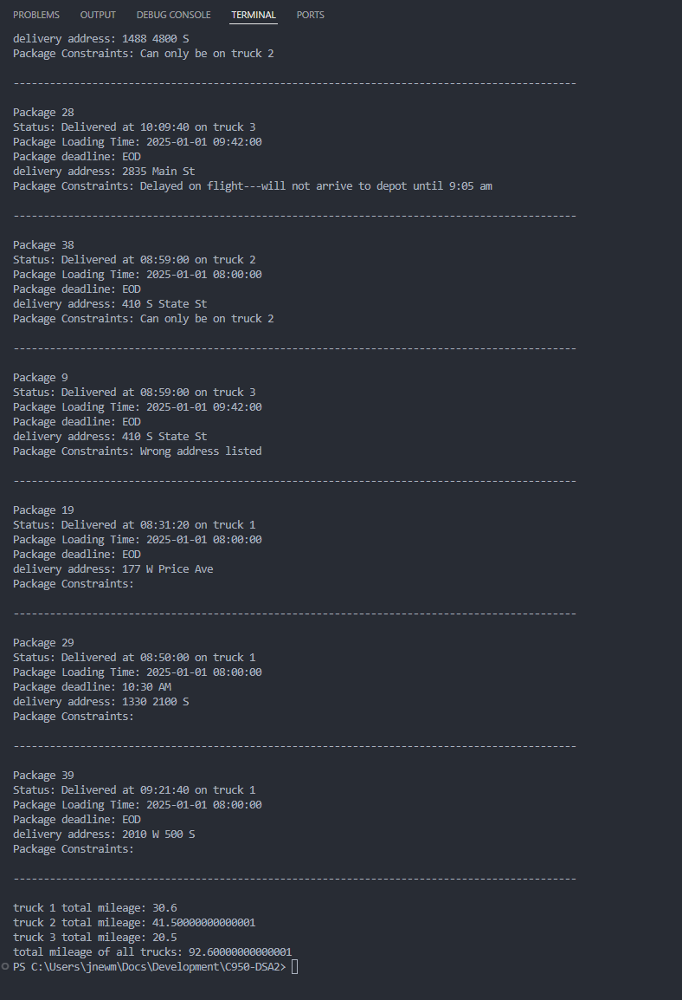 PROBLEMS OUTPUT DEBUG CONSOLE TERMINAL PORTS
delivery address: 1488 4800 S
Package Constraints: Can only be on truck 2
---------------------------------------------------------------------------------------------
Package 28
Status: Delivered at 10:09:40 on truck 3
Package Loading Time: 2025-01-01 09:42:00
Package deadline: EOD
delivery address: 2835 Main St
Package Constraints: Delayed on flight---will not arrive to depot until 9:05 am
---------------------------------------------------------------------------------------------
Package 38
Status: Delivered at 08:59:00 on truck 2
Package Loading Time: 2025-01-01 08:00:00
Package deadline: EOD
delivery address: 410 S State St
Package Constraints: Can only be on truck 2
---------------------------------------------------------------------------------------------
Package 9
Status: Delivered at 08:59:00 on truck 3
Package Loading Time: 2025-01-01 09:42:00
Package deadline: EOD
delivery address: 410 S State St
Package Constraints: Wrong address listed
---------------------------------------------------------------------------------------------
Package 19
Status: Delivered at 08:31:20 on truck 1
Package Loading Time: 2025-01-01 08:00:00
Package deadline: EOD
delivery address: 177 W Price Ave
Package Constraints:
---------------------------------------------------------------------------------------------
Package 29
Status: Delivered at 08:50:00 on truck 1
Package Loading Time: 2025-01-01 08:00:00
Package deadline: 10:30 AM
delivery address: 1330 2100 S
Package Constraints:
---------------------------------------------------------------------------------------------
Package 39
Status: Delivered at 09:21:40 on truck 1
Package Loading Time: 2025-01-01 08:00:00
Package deadline: EOD
delivery address: 2010 W 500 S
Package Constraints:
---------------------------------------------------------------------------------------------
truck 1 total mileage: 30.6
truck 2 total mileage: 41.50000000000001
truck 3 total mileage: 20.5
total mileage of all trucks: 92.60000000000001
PS C:\Users\jnewm\Docs\Development\C950-DSA2>